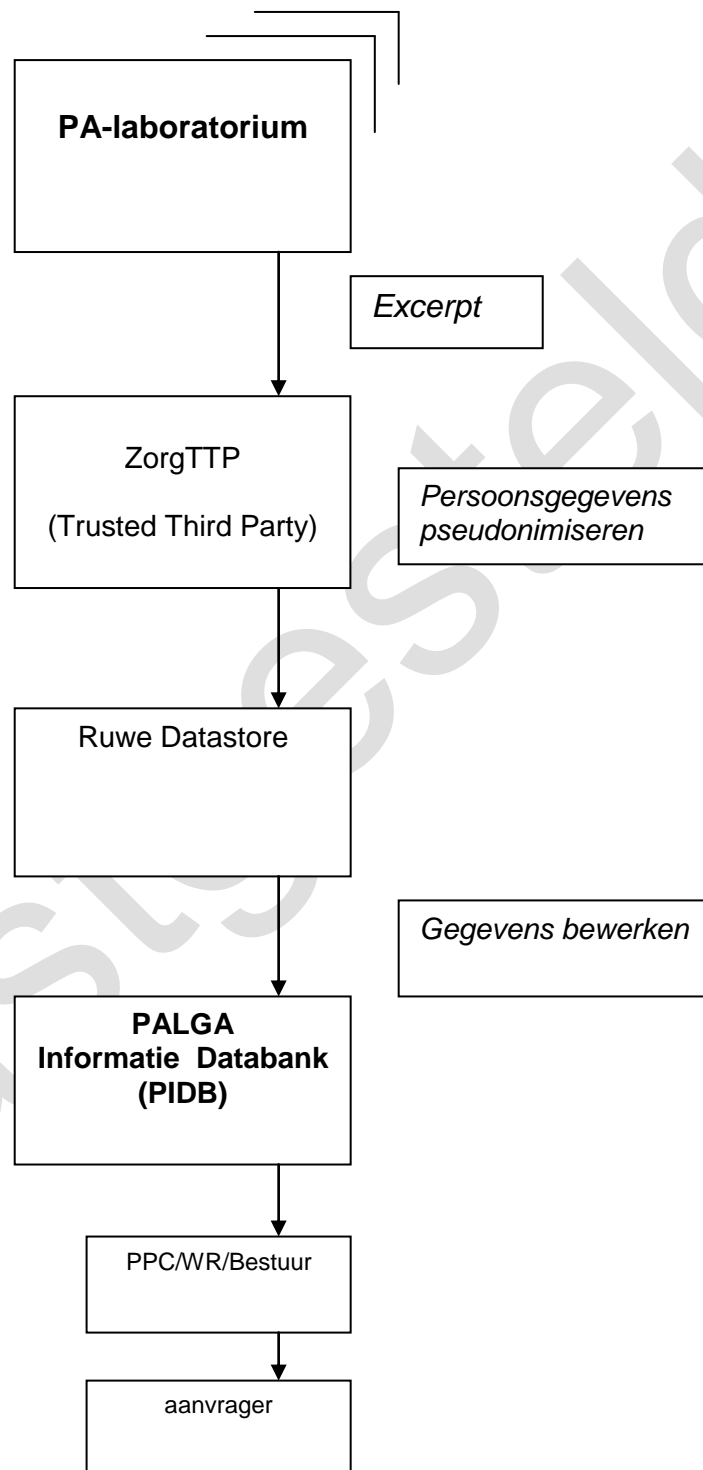 PA-laboratorium
Excerpt
ZorgTTP
(Trusted Third Party)
Persoonsgegevens
pseudonimiseren
Ruwe Datastore
Gegevens bewerken
PALGA
Informatie Databank
(PIDB)
PPC/WR/Bestuur
aanvrager